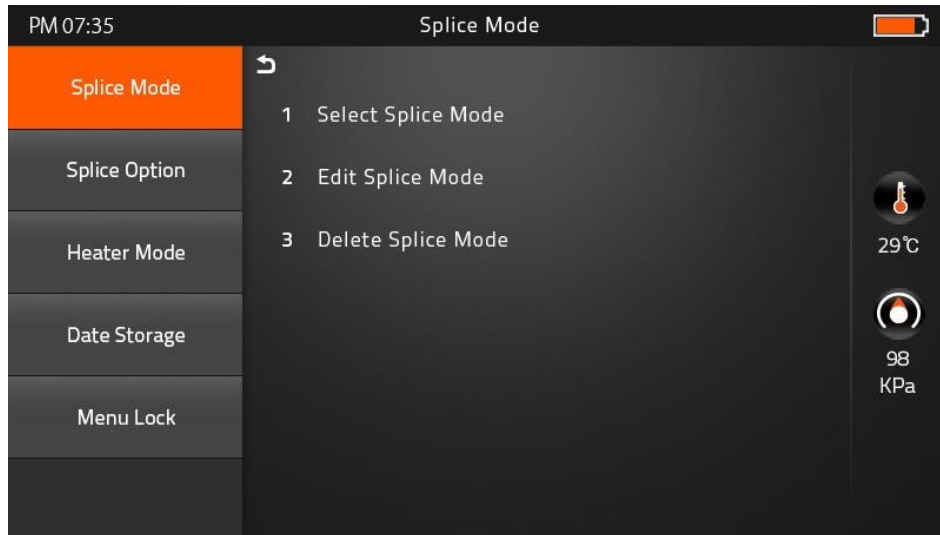 PM 07:35
Splice Mode
Splice Mode
Splice Option
Heater Mode
Date Storage
Menu Lock
1 Select Splice Mode
2 Edit Splice Mode
3 Delete Splice Mode
29℃
98
KPa